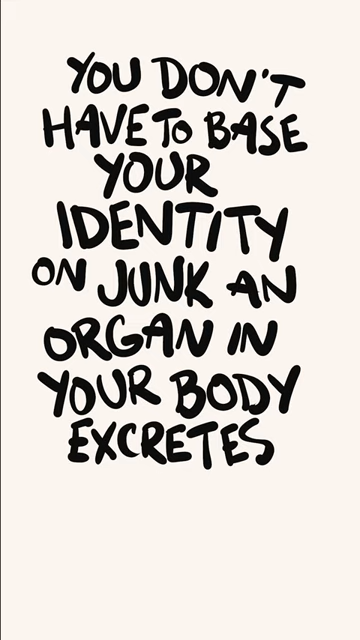 YOU DON'T
HAVE TO BASE
YOUR
IDENTITY
ON JUNK AN
ORGAN IN
YOUR BODY
EXCRETES